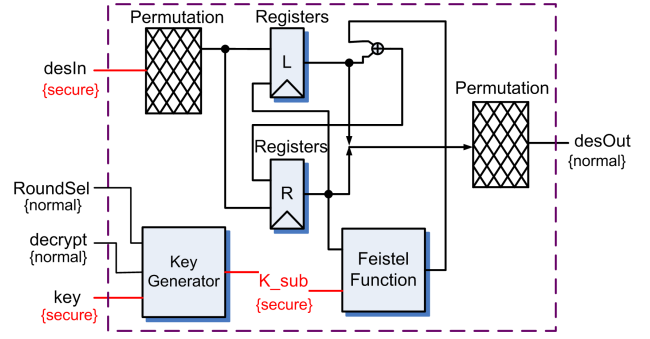 Permutation
Registers
desIn
{secure}
L
Permutation
desOut
{normal}
Registers
R
RoundSel
{normal}
decrypt
{normal}
key
{secure}
Key
Generator
K_sub
{secure}
Feistel
Function